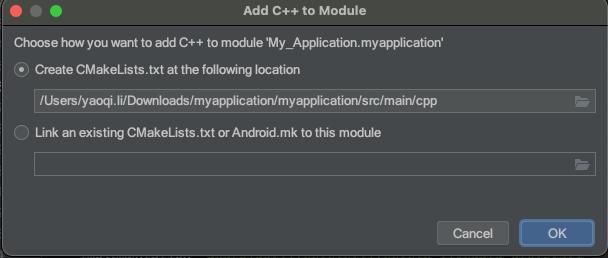 Add C++ to Module
Choose how you want to add C++ to module 'My_Application.myapplication'
Create CMakeLists.txt at the following location
/Users/yaoqi.li/Downloads/myapplication/myapplication/src/main/cpp
Link an existing CMakeLists.txt or Android.mk to this module
Cancel
OK